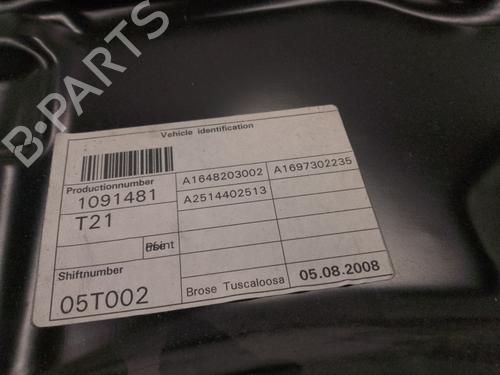 B-PARTS
Vehicle identification
Productionnumber
1091481
T21
Shiftnumber
05T002
A1648203002 A1697302235
A2514402513
Brose Tuscaloosa 05.08.2008